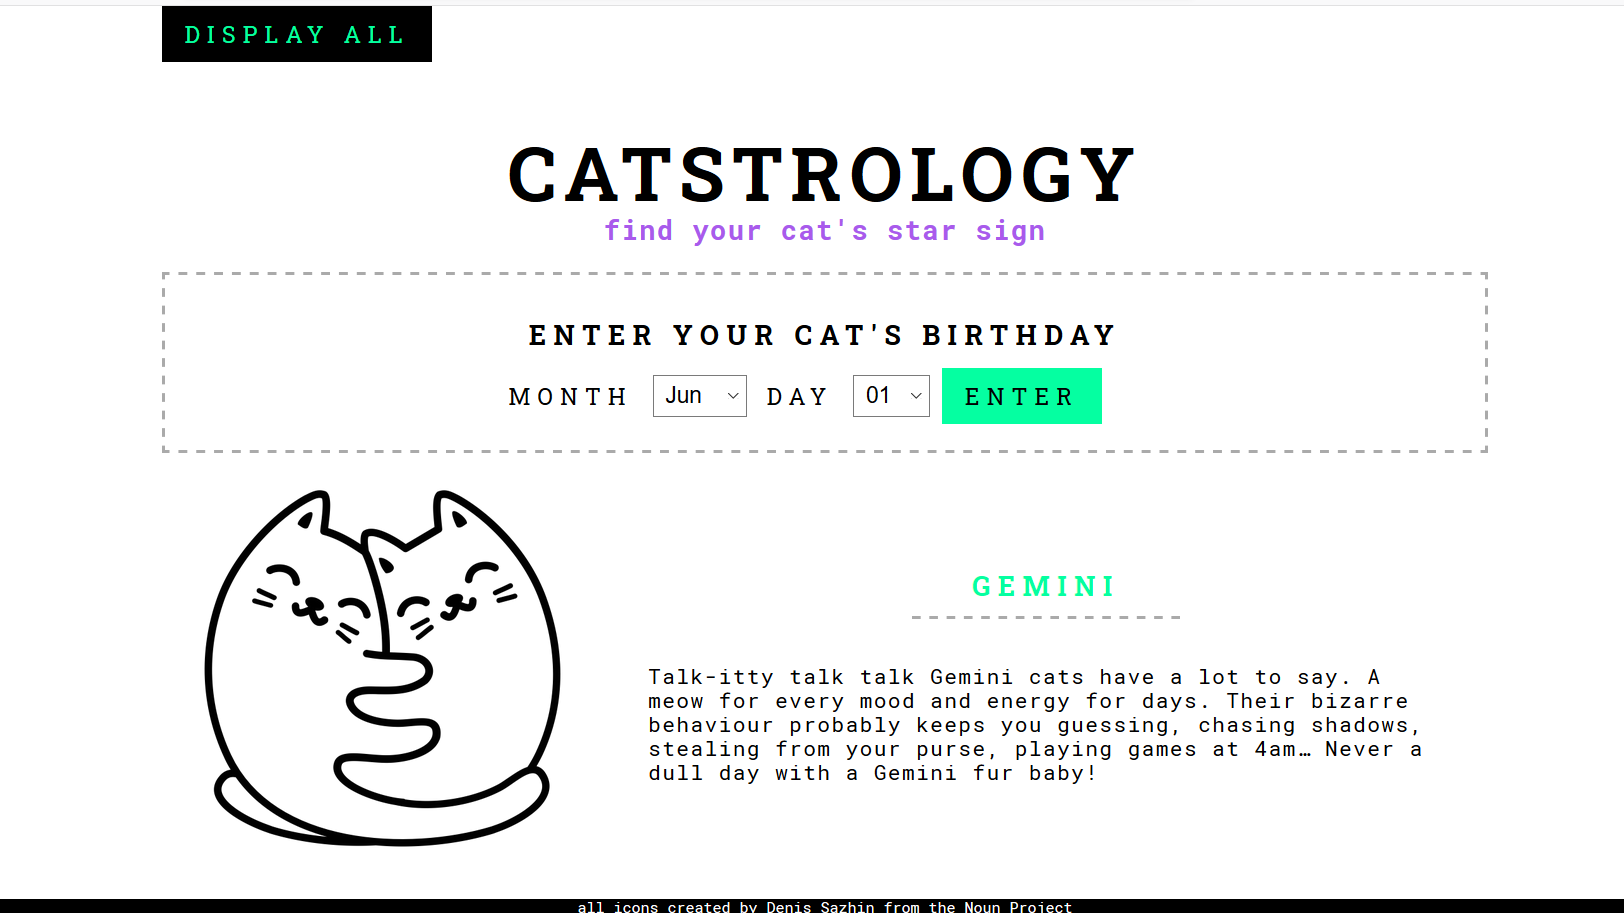 DISPLAY ALL
CATSTROLOGY
find your cat's star sign
ENTER YOUR CAT'S BIRTHDAY
MONTH Jun DAY 01 ENTER
GEMINI
Talk-itty talk talk Gemini cats have a lot to say. A
meow for every mood and energy for days. Their bizarre
behaviour probably keeps you guessing, chasing shadows,
stealing from your purse, playing games at 4am… Never a
dull day with a Gemini fur baby!
all icons created by Denis Sazhin from the Noun Project